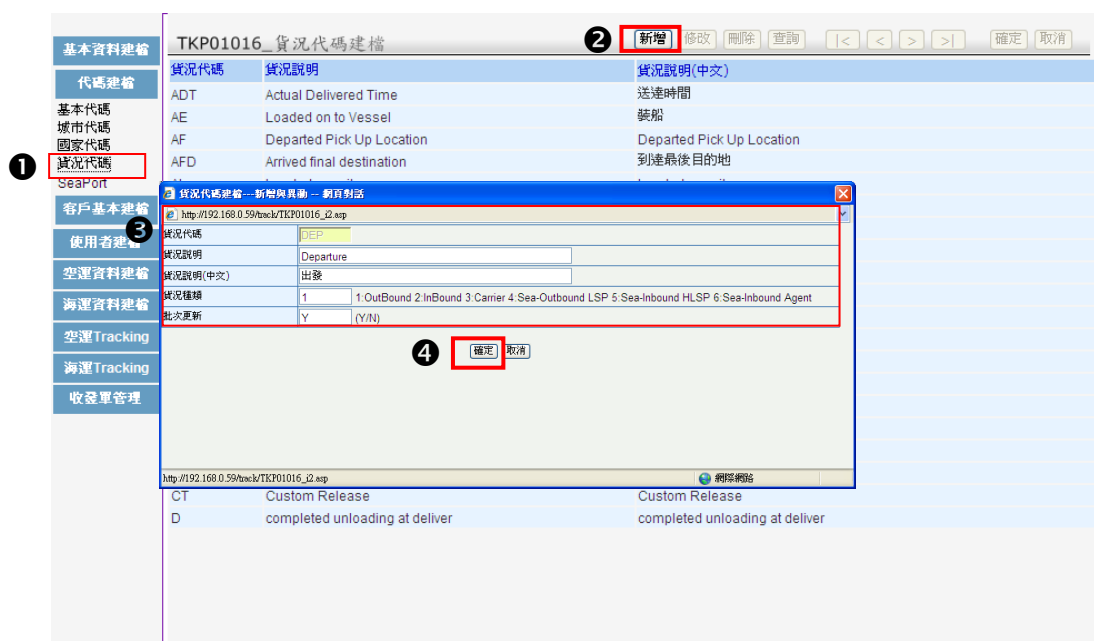 TKP01016_貨況代碼建檔
❷
新增 修改 刪除 查詢 |< < > >| 確定 取消
基本資料建檔
代碼建檔
基本代碼
城市代碼
國家代碼
❶
貨況代碼
SeaPort
客戶基本建檔
使用者建檔
空運資料建檔
海運資料建檔
空運Tracking
海運Tracking
收發單管理
貨況代碼 貨況說明 貨況說明(中文)
ADT Actual Delivered Time 送達時間
AE Loaded on to Vessel 裝船
AF Departed Pick Up Location Departed Pick Up Location
AFD Arrived final destination 到達最後目的地
貨況代碼建檔---新增與異動 -- 網頁對話
http://192.168.0.59/track/TKP01016_i2.asp
❸
貨況代碼 DEP
貨況說明 Departure
貨況說明(中文) 出發
貨況種類 1 1:OutBound 2:InBound 3:Carrier 4:Sea-Outbound LSP 5:Sea-Inbound HLSP 6:Sea-Inbound Agent
批次更新 Y (Y/N)
❹
確定 取消
http://192.168.0.59/track/TKP01016_i2.asp 網際網路
CT Custom Release Custom Release
D completed unloading at deliver completed unloading at deliver